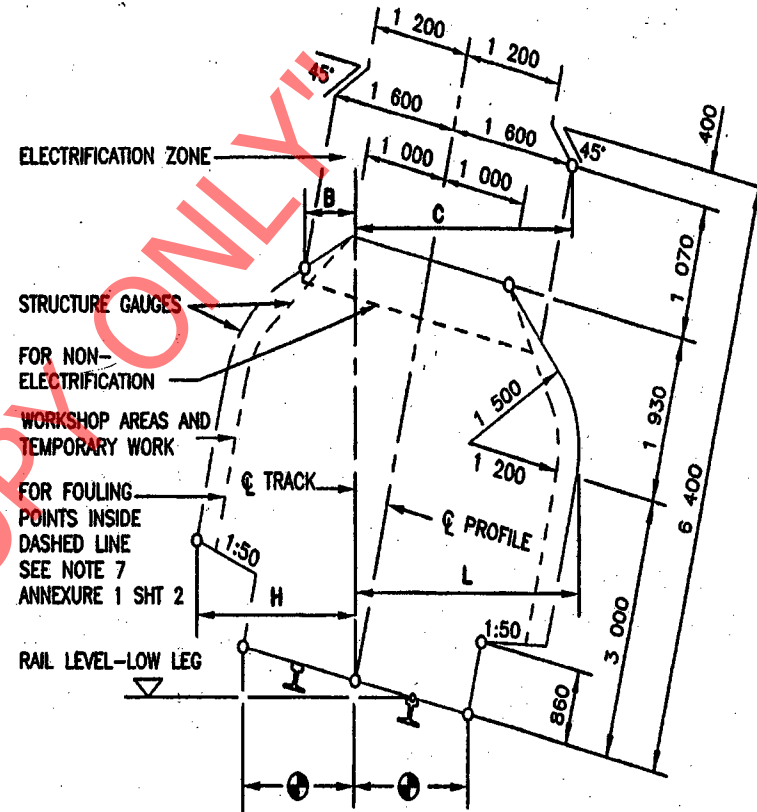 1 200
1 200
45°
1 600
1 600
400
45°
ELECTRIFICATION ZONE
1 000
1 000
B
C
1 070
STRUCTURE GAUGES
FOR NON-
ELECTRIFICATION
1 500
1 930
WORKSHOP AREAS AND
TEMPORARY WORK
1 200
6 400
℄ TRACK
FOR FOULING
POINTS INSIDE
DASHED LINE
SEE NOTE 7
ANNEXURE 1 SHT 2
℄ PROFILE
1:50
H
L
1:50
3 000
RAIL LEVEL-LOW LEG
860
COPY ONLY"